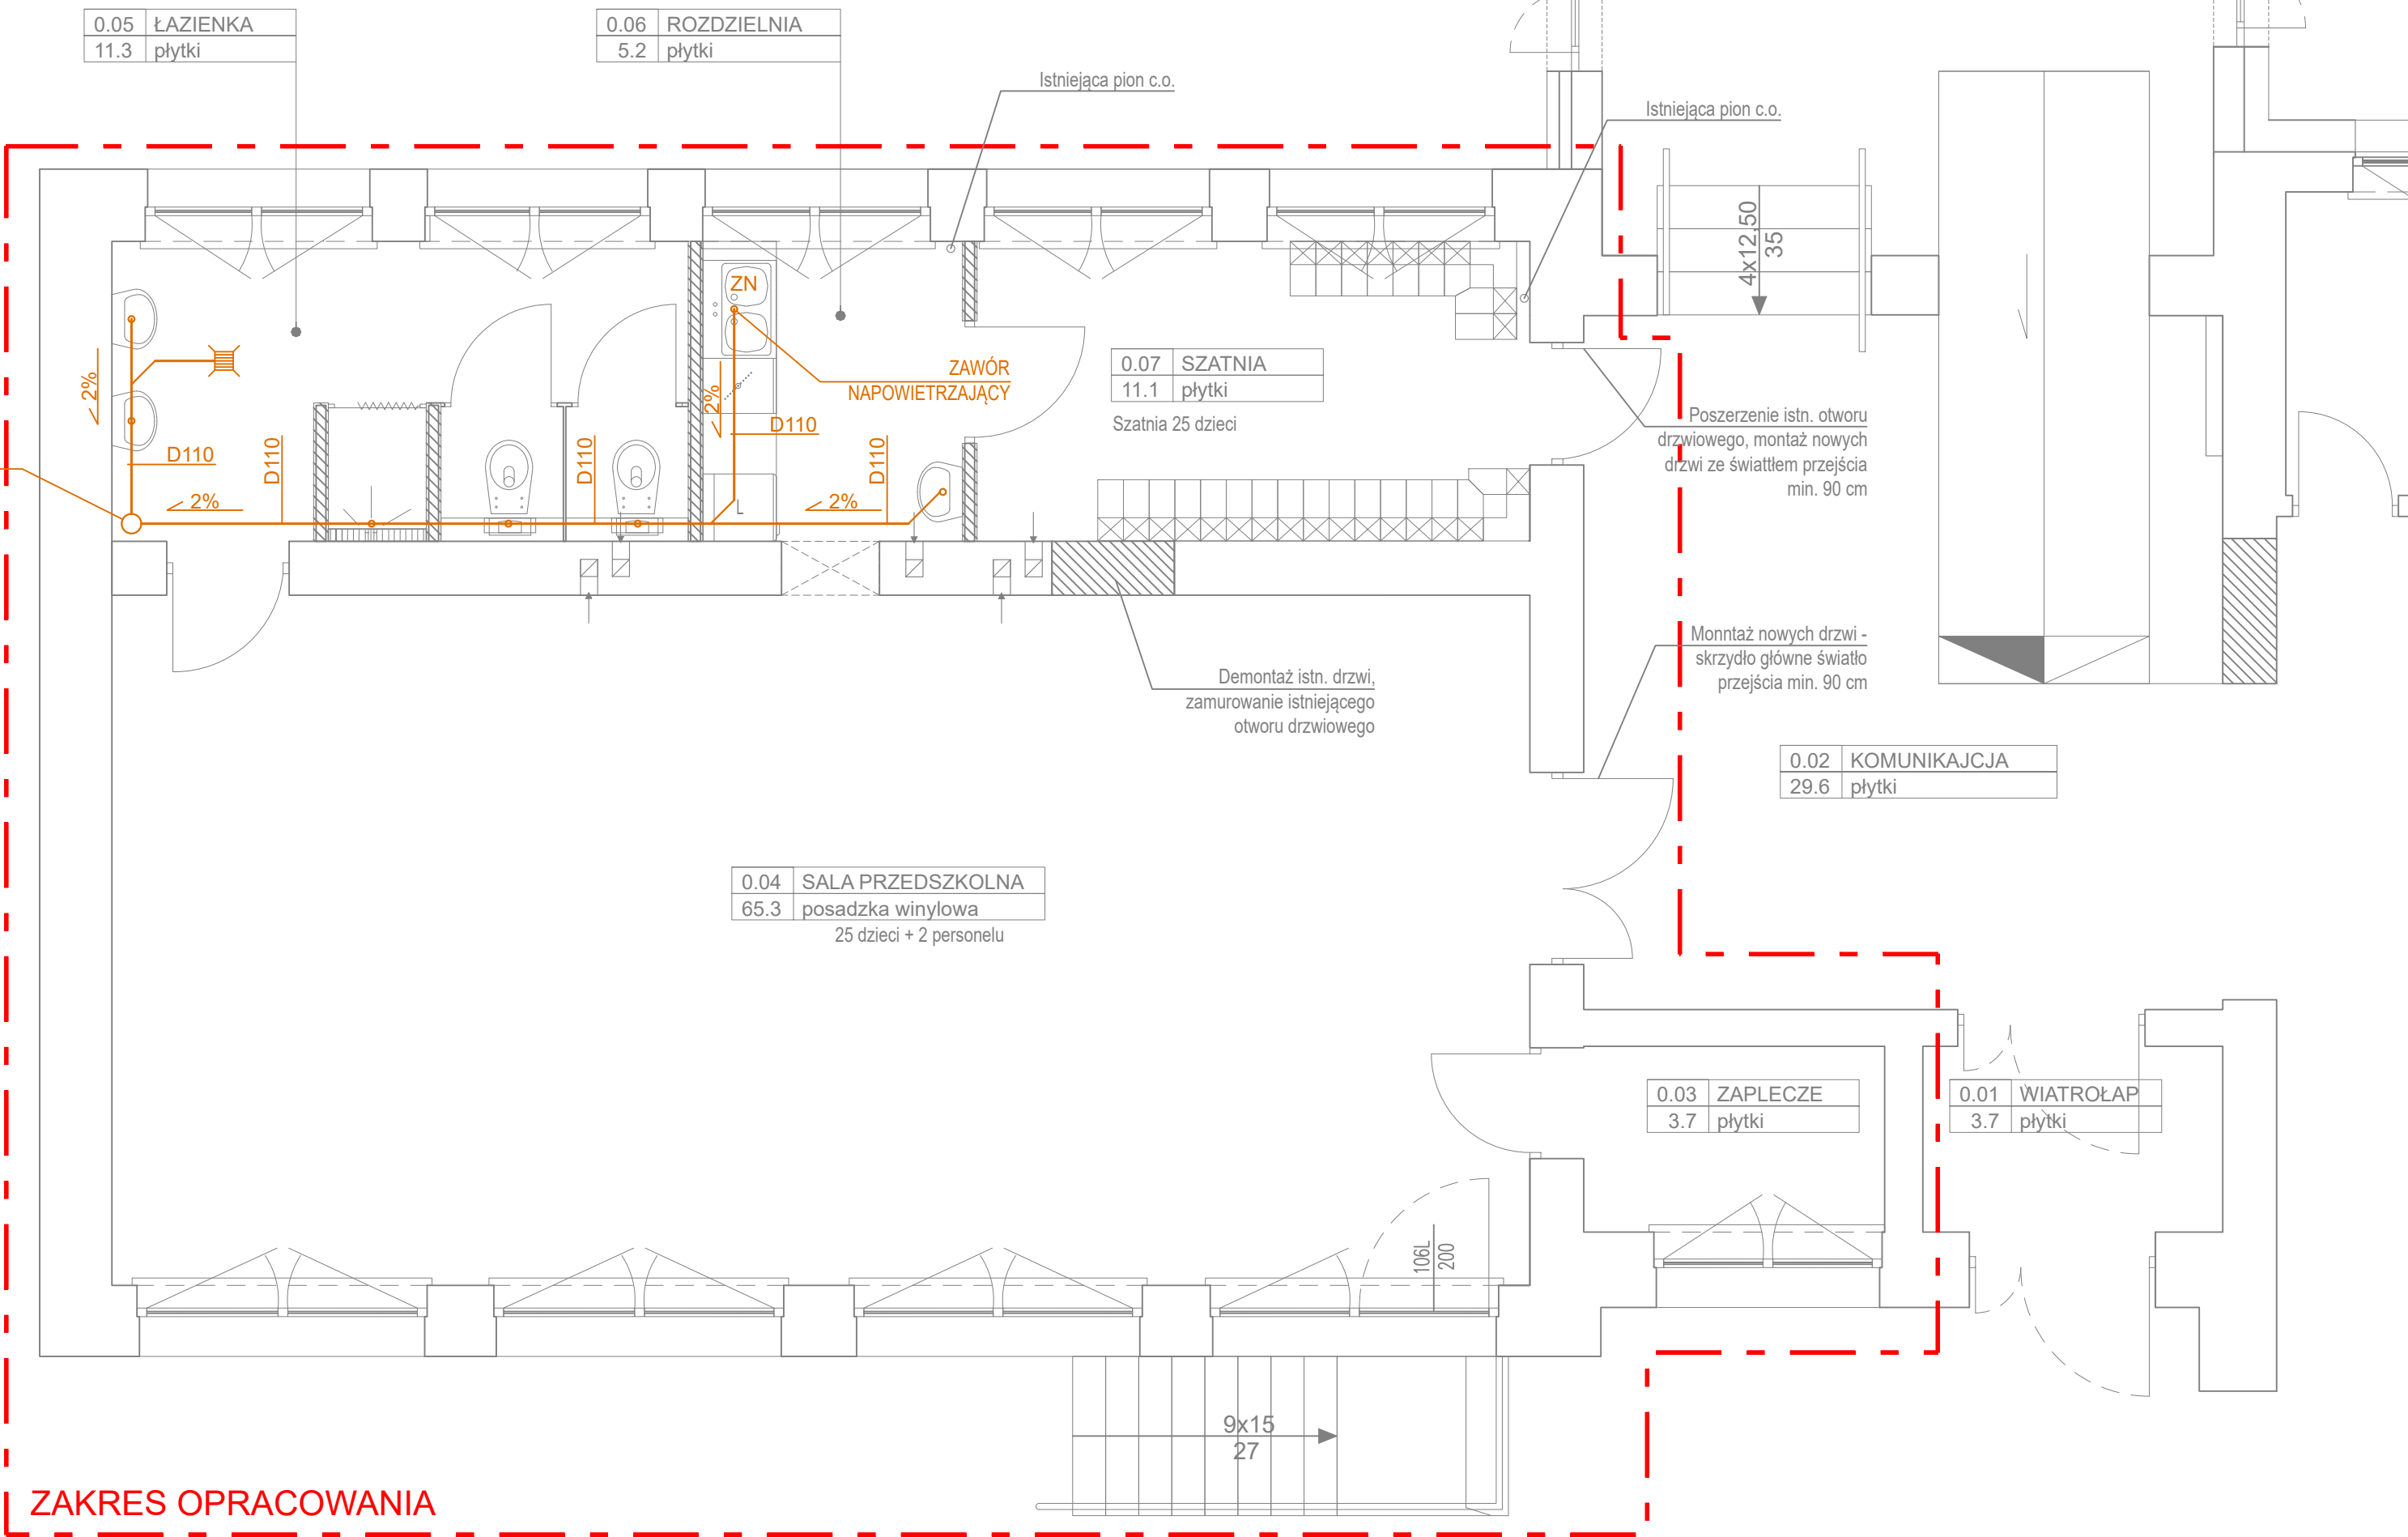 0.05 ŁAZIENKA
11.3 płytki
0.06 ROZDZIELNIA
5.2 płytki
Istniejąca pion c.o.
Istniejąca pion c.o.
4x12,50
35
ZN
ZAWÓR
NAPOWIETRZAJĄCY
2%
2%
D110
D110
D110
D110
D110
2%
2%
L
0.07 SZATNIA
11.1 płytki
Szatnia 25 dzieci
Poszerzenie istn. otworu
drzwiowego, montaż nowych
drzwi ze świattłem przejścia
min. 90 cm
Monntaż nowych drzwi -
skrzydło główne światło
przejścia min. 90 cm
Demontaż istn. drzwi,
zamurowanie istniejącego
otworu drzwiowego
0.02 KOMUNIKAJCJA
29.6 płytki
0.04 SALA PRZEDSZKOLNA
65.3 posadzka winylowa
25 dzieci + 2 personelu
0.03 ZAPLECZE
3.7 płytki
0.01 WIATROŁAP
3.7 płytki
106L
200
9x15
27
ZAKRES OPRACOWANIA